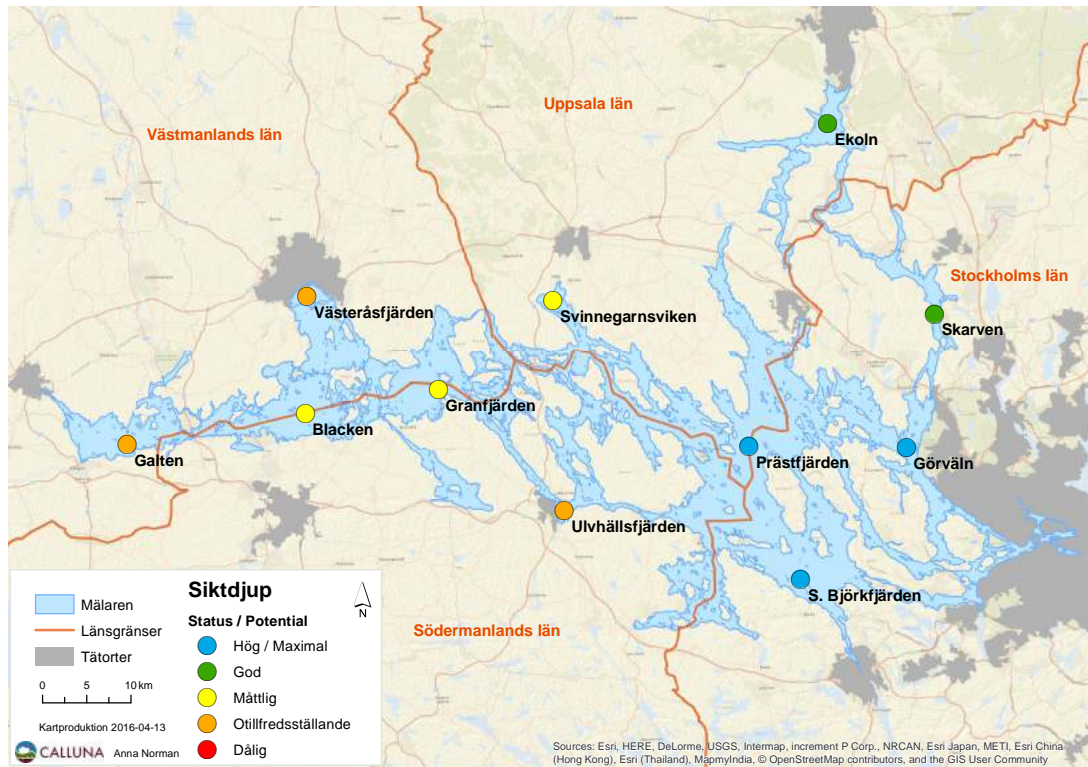 Uppsala län
Västmanlands län
Ekoln
Stockholms län
Västeråsfjärden
Svinnegarnsviken
Skarven
Granfjärden
Blacken
Galten
Prästfjärden
Görväln
Ulvhällsfjärden
S. Björkfjärden
Södermanlands län
Siktdjup
Status / Potential
Hög / Maximal
God
Måttlig
Otillfredsställande
Dålig
N
Mälaren
Länsgränser
Tätorter
0 5 10 km
Kartproduktion 2016-04-13
CALLUNA Anna Norman
Sources: Esri, HERE, DeLorme, USGS, Intermap, increment P Corp., NRCAN, Esri Japan, METI, Esri China
(Hong Kong), Esri (Thailand), MapmyIndia, © OpenStreetMap contributors, and the GIS User Community